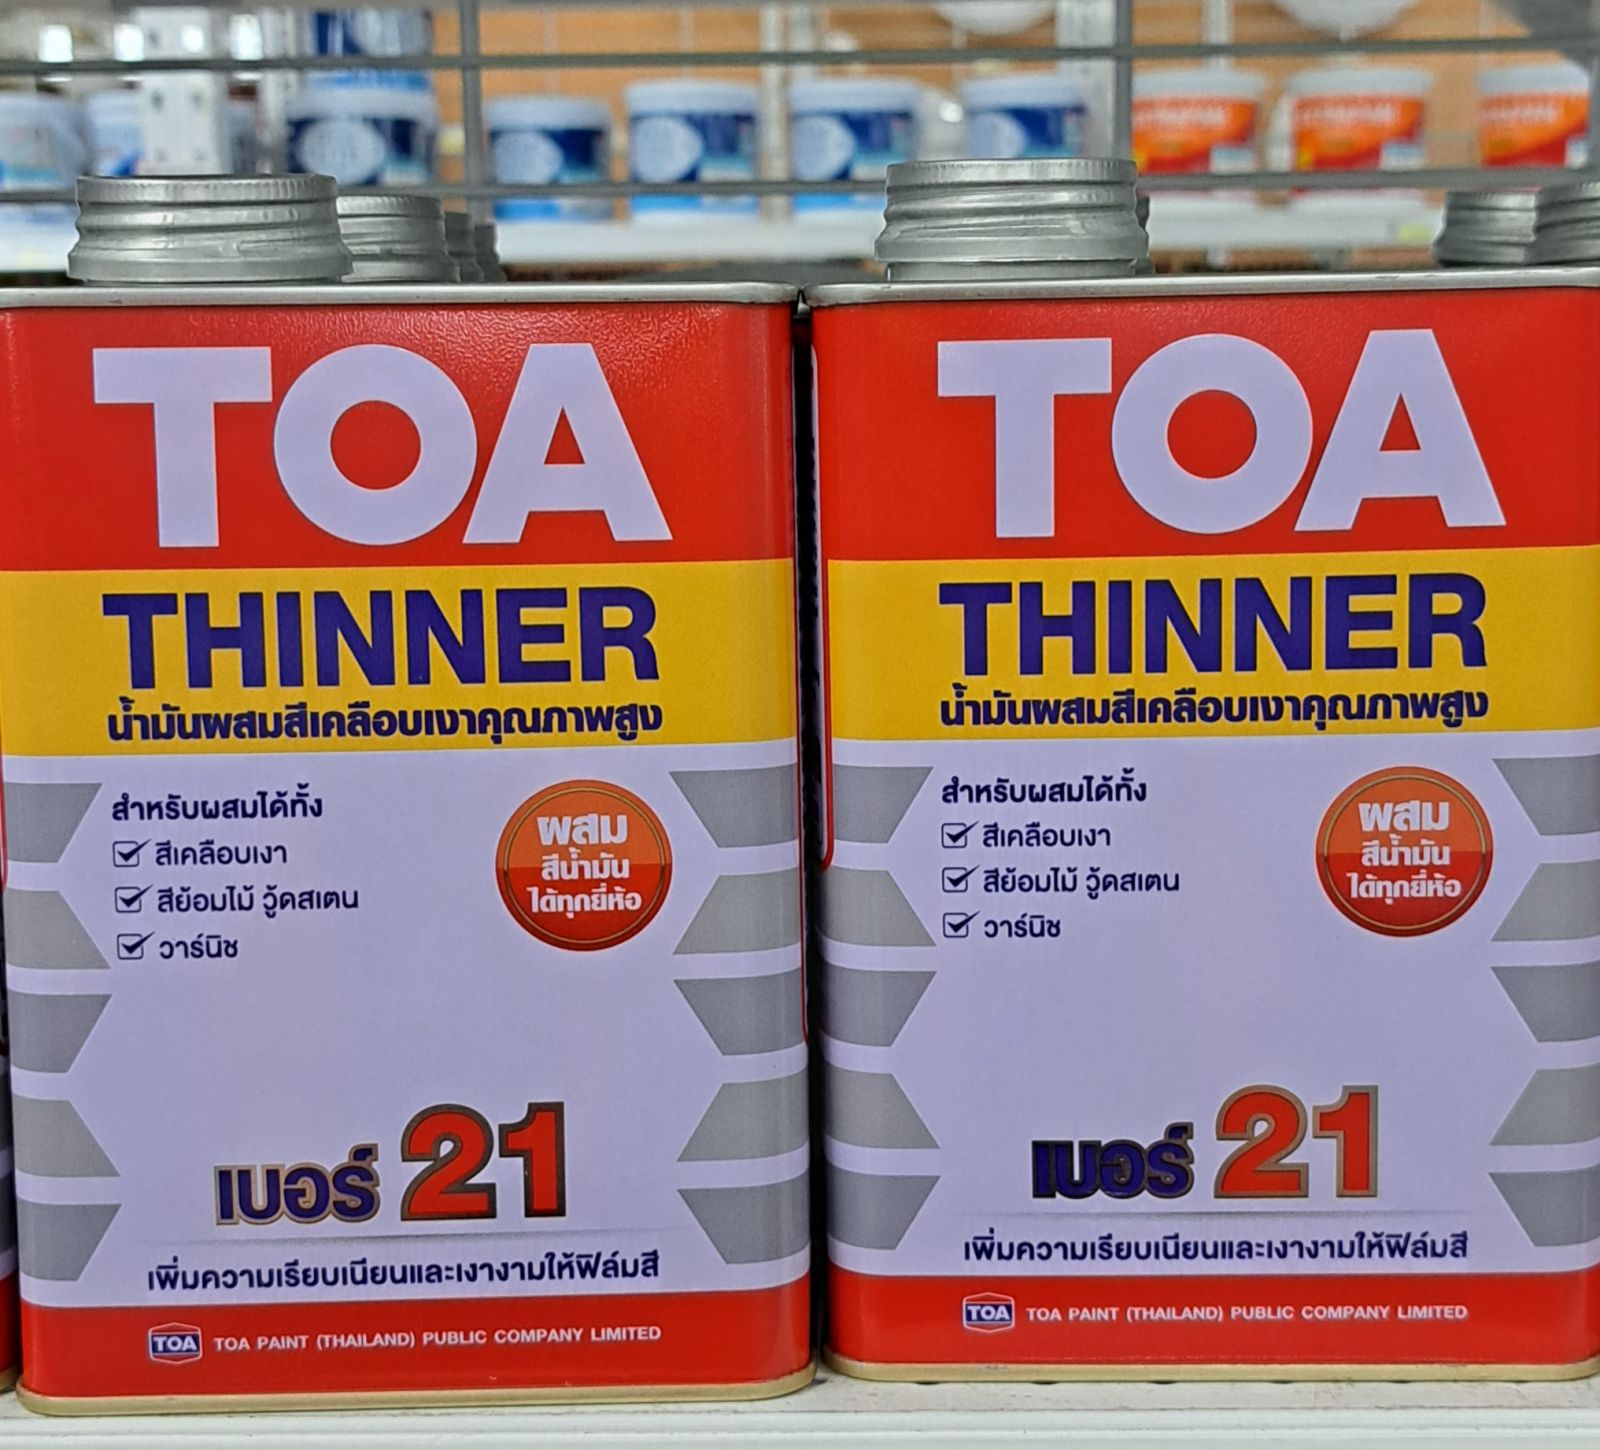 TOA
THINNER
น้ำมันผสมสีเคลือบเงาคุณภาพสูง
สำหรับผสมได้ทั้ง
สีเคลือบเงา
สีย้อมไม้ วู้ดสเตน
วาร์นิช
ผสม
สีน้ำมัน
ได้ทุกยี่ห้อ
เบอร์ 21
เพิ่มความเรียบเนียนและเงางามให้ฟิล์มสี
TOA TOA PAINT (THAILAND) PUBLIC COMPANY LIMITED
TOA
THINNER
น้ำมันผสมสีเคลือบเงาคุณภาพสูง
สำหรับผสมได้ทั้ง
สีเคลือบเงา
สีย้อมไม้ วู้ดสเตน
วาร์นิช
ผสม
สีน้ำมัน
ได้ทุกยี่ห้อ
เบอร์ 21
เพิ่มความเรียบเนียนและเงางามให้ฟิล์มสี
TOA TOA PAINT (THAILAND) PUBLIC COMPANY LIMITED